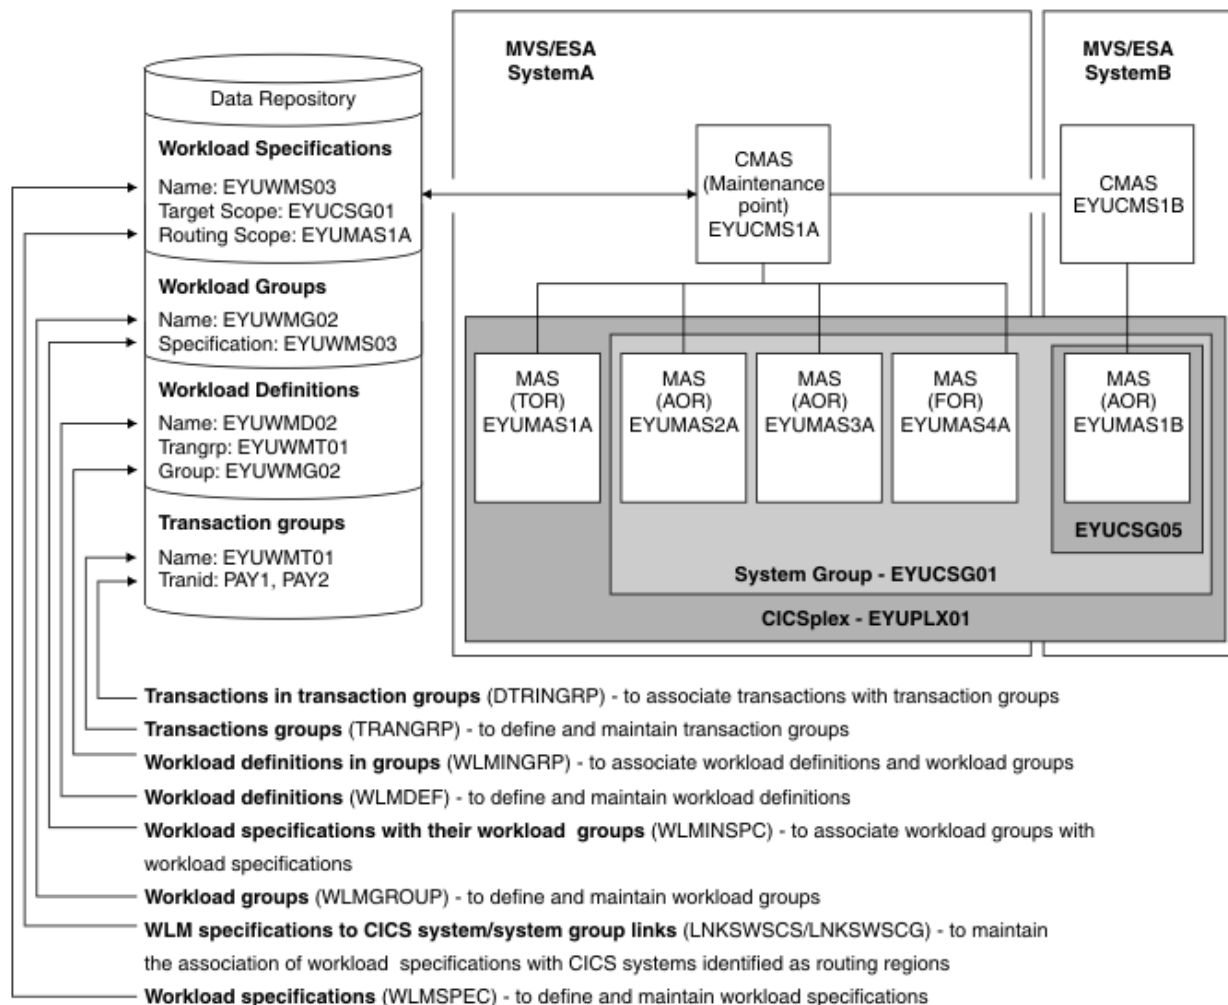 MVS/ESA
SystemA
MVS/ESA
SystemB
Data Repository
Workload Specifications
Name: EYUWMS03
Target Scope: EYUCSG01
Routing Scope: EYUMAS1A
Workload Groups
Name: EYUWMG02
Specification: EYUWMS03
Workload Definitions
Name: EYUWMD02
Trangrp: EYUWMT01
Group: EYUWMG02
Transaction groups
Name: EYUWMT01
Tranid: PAY1, PAY2
CMAS
(Maintenance
point)
EYUCMS1A
CMAS
EYUCMS1B
MAS
(TOR)
EYUMAS1A
MAS
(AOR)
EYUMAS2A
MAS
(AOR)
EYUMAS3A
MAS
(FOR)
EYUMAS4A
MAS
(AOR)
EYUMAS1B
EYUCSG05
System Group - EYUCSG01
CICSplex - EYUPLX01
Transactions in transaction groups (DTRINGRP) - to associate transactions with transaction groups
Transactions groups (TRANGRP) - to define and maintain transaction groups
Workload definitions in groups (WLMINGRP) - to associate workload definitions and workload groups
Workload definitions (WLMDEF) - to define and maintain workload definitions
Workload specifications with their workload groups (WLMINSPC) - to associate workload groups with
workload specifications
Workload groups (WLMGROUP) - to define and maintain workload groups
WLM specifications to CICS system/system group links (LNKSWSCS/LNKSWSCG) - to maintain
the association of workload specifications with CICS systems identified as routing regions
Workload specifications (WLMSPEC) - to define and maintain workload specifications